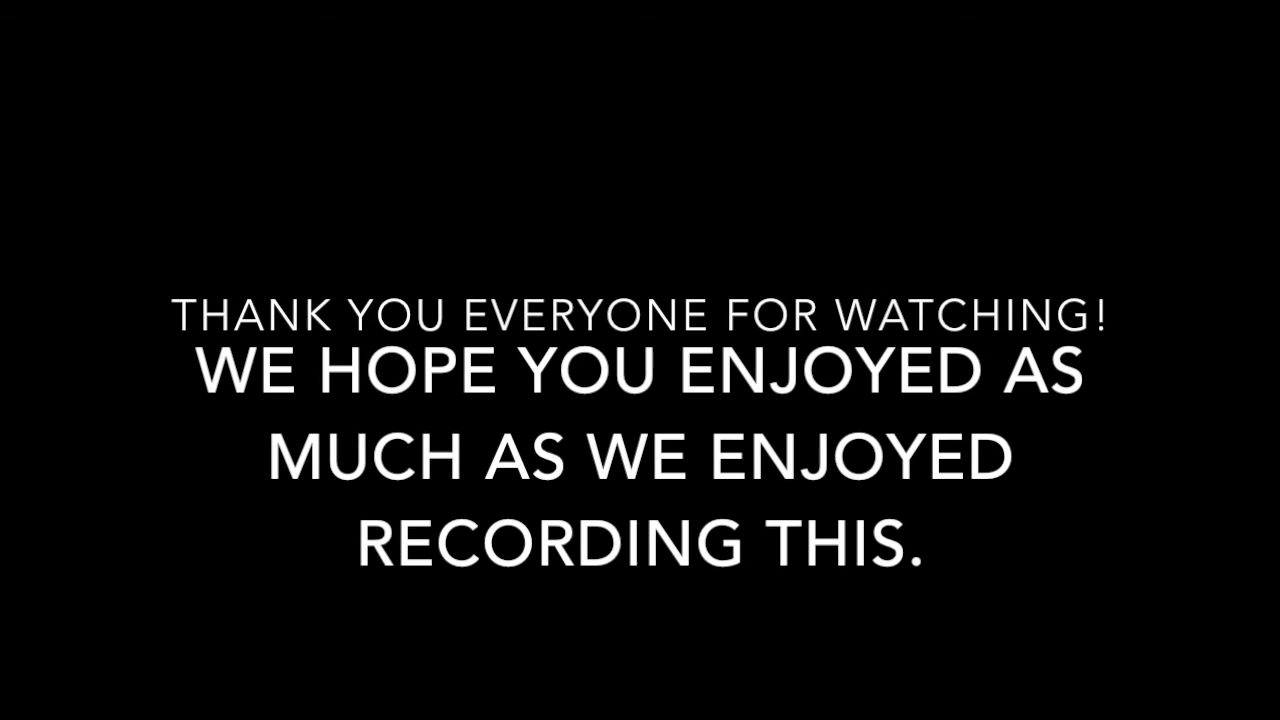 THANK YOU EVERYONE FOR WATCHING!
WE HOPE YOU ENJOYED AS
MUCH AS WE ENJOYED
RECORDING THIS.